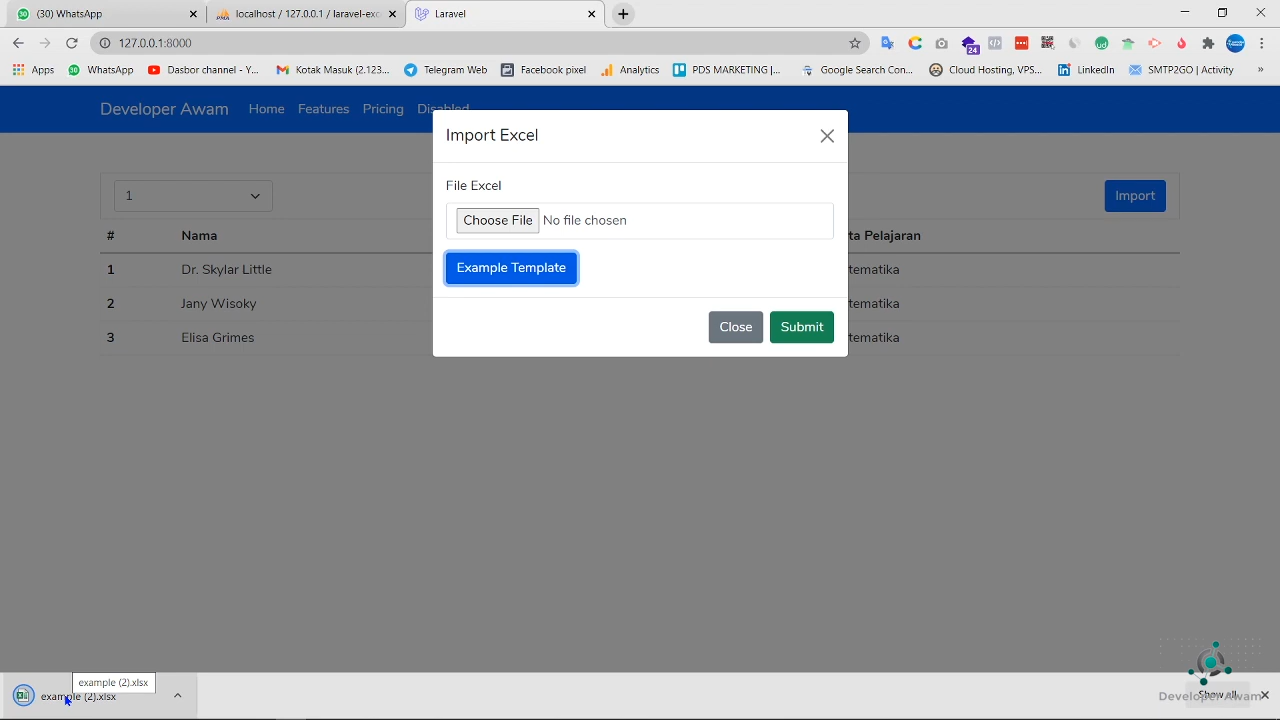 (30) WhatsApp
localhost / 127.0.0.1 / laravel-exc
Laravel
127.0.0.1:8000
24
Apps
WhatsApp
Dasbor channel - Y...
Kotak Masuk (2.123...
Telegram Web
Facebook pixel
Analytics
PDS MARKETING |...
Google Search Con...
Cloud Hosting, VPS...
LinkedIn
SMTP2GO | Activity
»
Developer Awam Home Features Pricing Disabled
Import Excel
File Excel
1
Import
Choose File No file chosen
# Nama ta Pelajaran
1 Dr. Skylar Little tematika
Example Template
2 Jany Wisoky tematika
3 Elisa Grimes tematika
Close Submit
example (2).xlsx
example (2).xlsx
Show All
Developer Awam